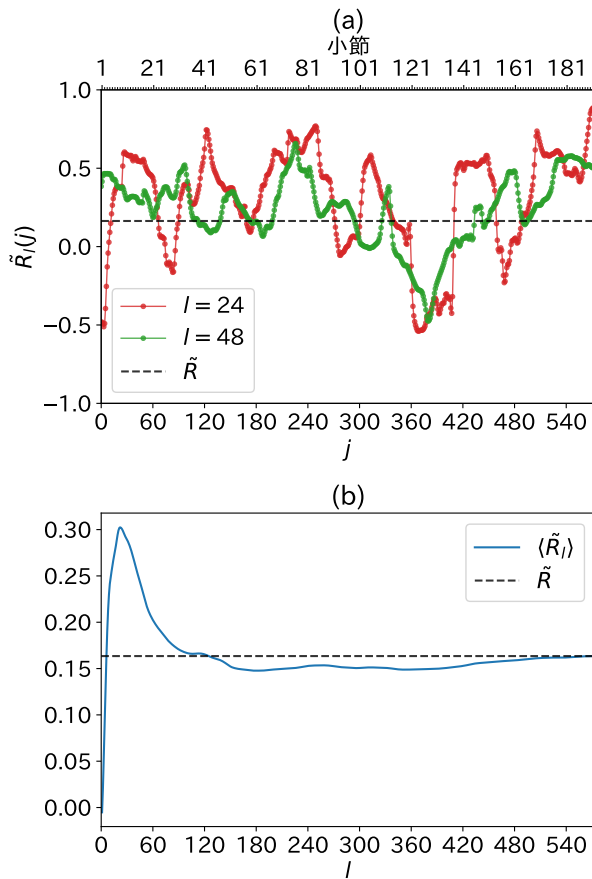 (a)
小節
1 21 41 61 81 101 121 141 161 181
1.0
0.5
0.0
−0.5
−1.0
R̃_l(j)
l = 24
l = 48
R̃
0 60 120 180 240 300 360 420 480 540
j
(b)
0.30
0.25
0.20
0.15
0.10
0.05
0.00
⟨R̃_l⟩
R̃
0 60 120 180 240 300 360 420 480 540
l